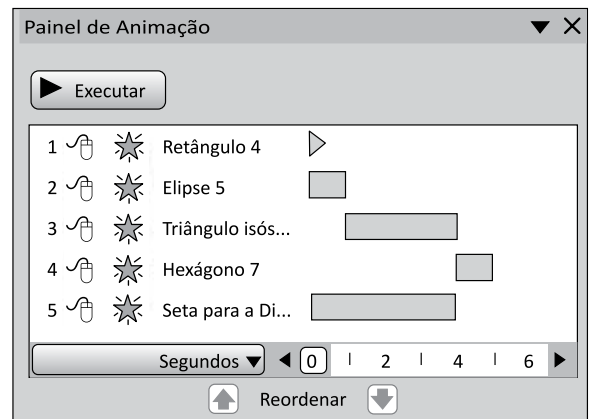 Painel de Animação
Executar
1 Retângulo 4
2 Elipse 5
3 Triângulo isós...
4 Hexágono 7
5 Seta para a Di...
Segundos 0 2 4 6
Reordenar